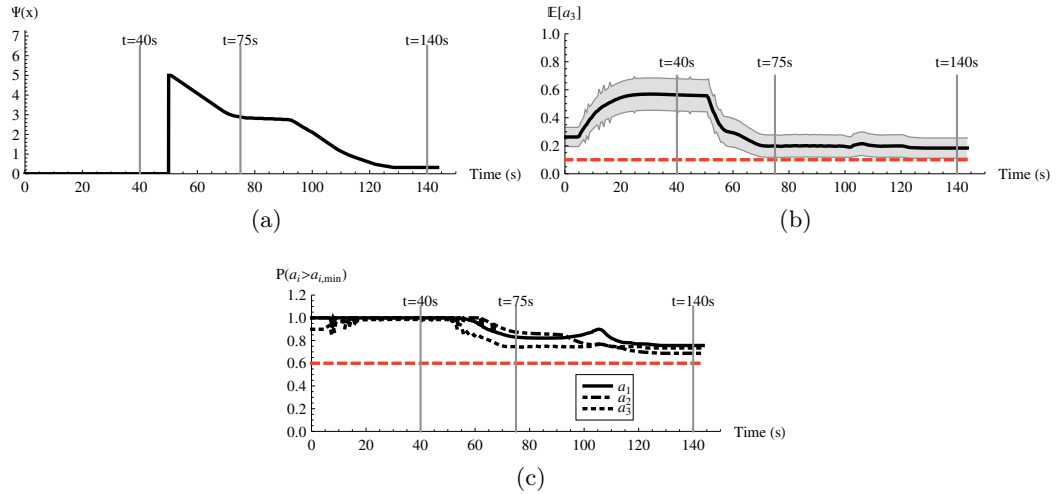 Ψ(x)
7
6
5
4
3
2
1
0
t=40s
t=75s
t=140s
0 20 40 60 80 100 120 140
Time (s)
(a)
𝔼[a₃]
1.0
0.8
0.6
0.4
0.2
0.0
t=40s
t=75s
t=140s
0 20 40 60 80 100 120 140
Time (s)
(b)
P(aᵢ>aᵢ,min)
1.2
1.0
0.8
0.6
0.4
0.2
0.0
t=40s
t=75s
t=140s
a₁
a₂
a₃
0 20 40 60 80 100 120 140
Time (s)
(c)